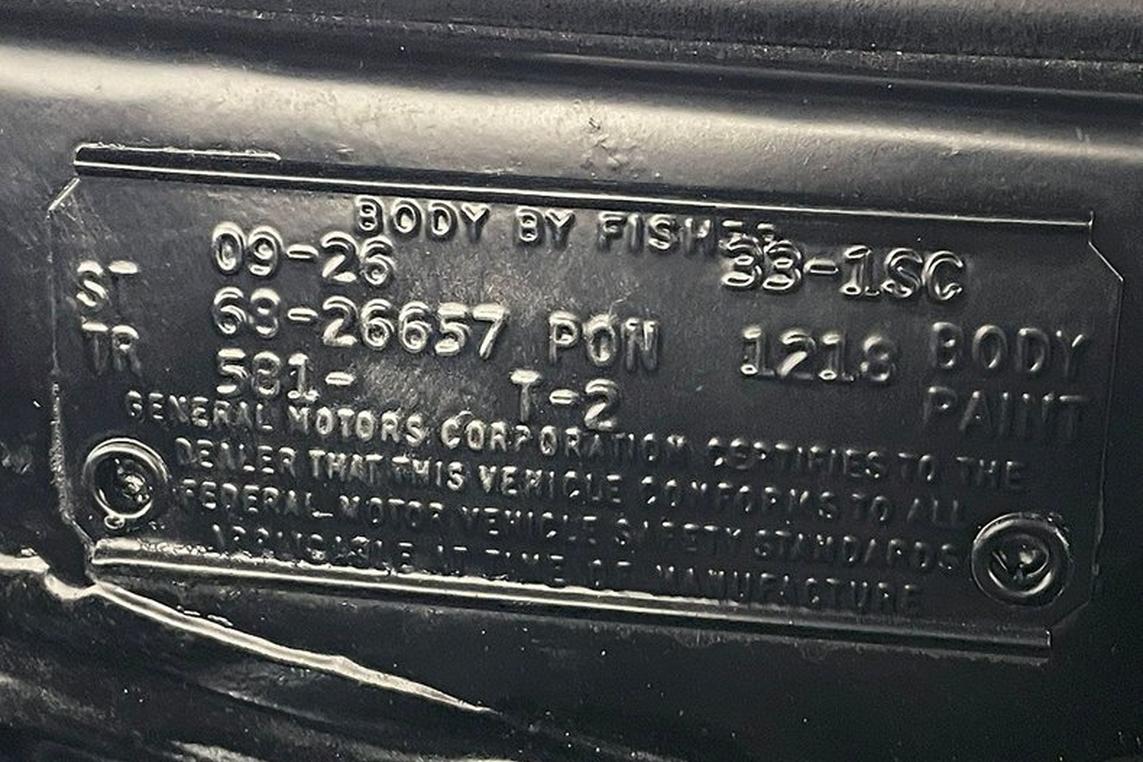 BODY BY FISHER
09-26 33-1SC
ST 68-26657 PON 1218 BODY
TR 581- T-2 PAINT
GENERAL MOTORS CORPORATION CERTIFIES TO THE
DEALER THAT THIS VEHICLE CONFORMS TO ALL
FEDERAL MOTOR VEHICLE SAFETY STANDARDS
APPLICABLE AT TIME OF MANUFACTURE